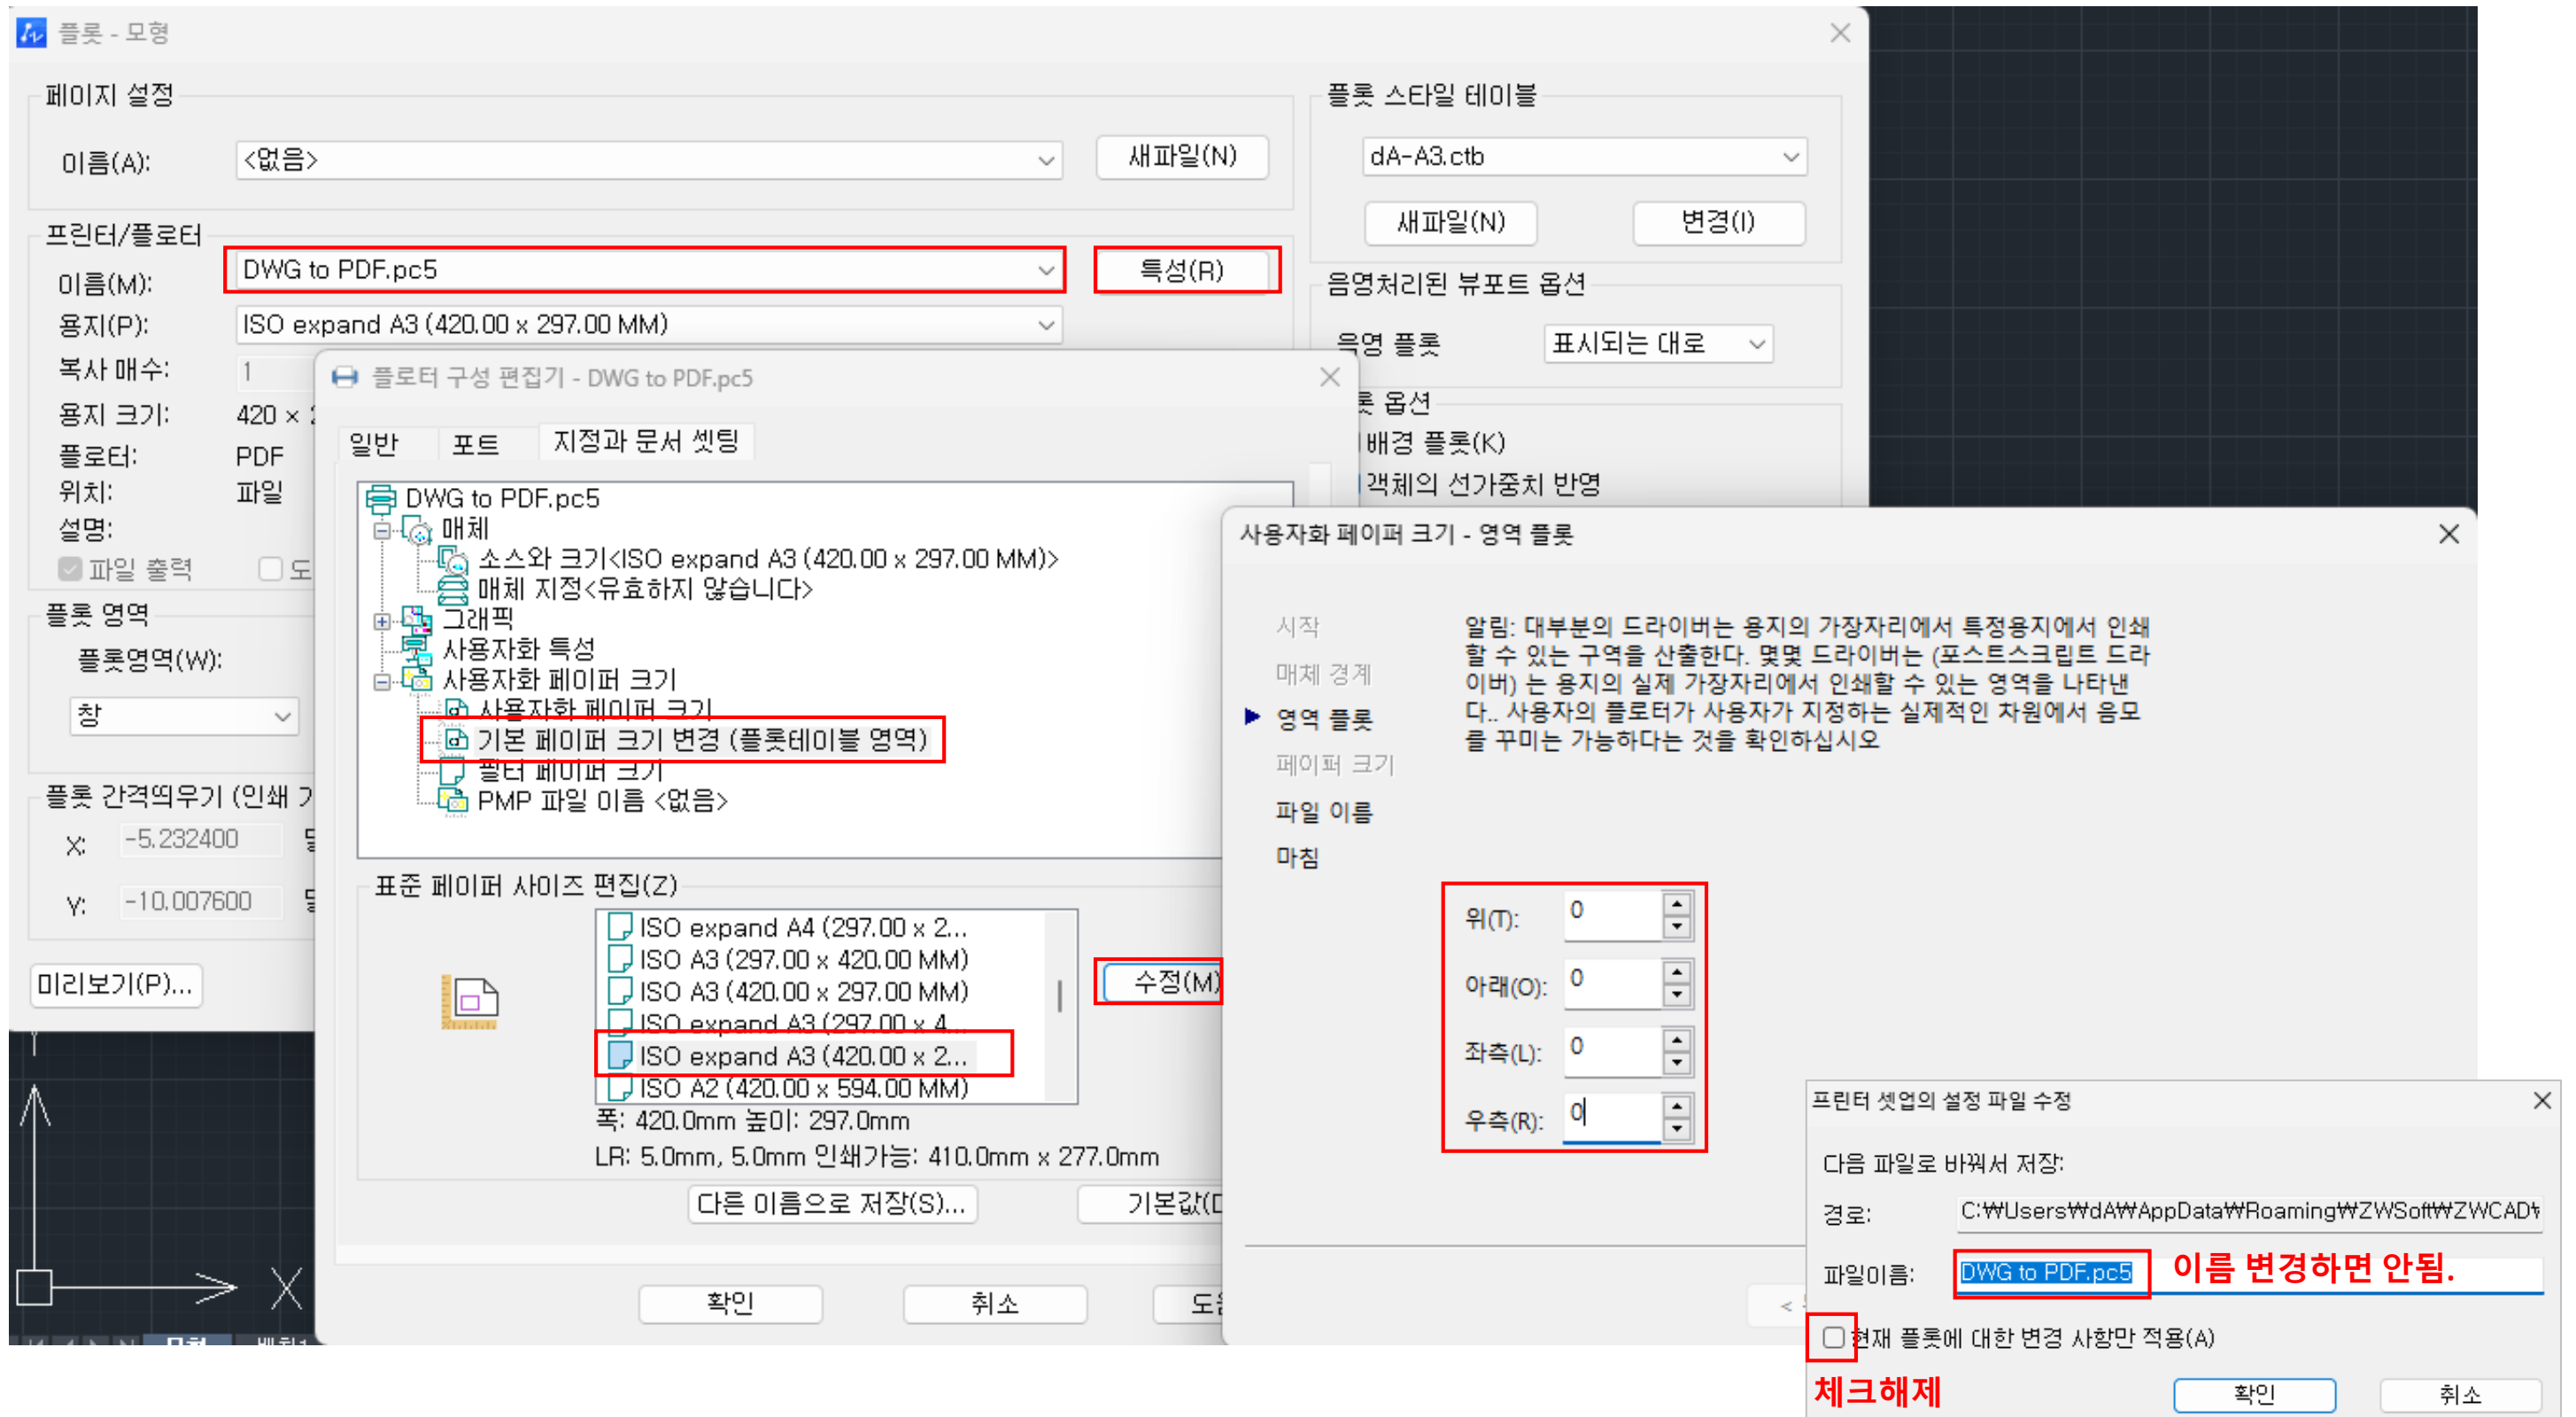 플롯 - 모형
페이지 설정
이름(A):
<없음>
새파일(N)
플롯 스타일 테이블
dA-A3.ctb
새파일(N)
변경(I)
프린터/플로터
이름(M):
DWG to PDF.pc5
특성(R)
용지(P):
ISO expand A3 (420.00 x 297.00 MM)
복사 매수:
1
용지 크기:
420 ×
플로터:
PDF
위치:
파일
설명:
파일 출력
도
음영처리된 뷰포트 옵션
음영 플롯
표시되는 대로
롯 옵션
배경 플롯(K)
객체의 선가중치 반영
플롯 영역
플롯영역(W):
창
플롯 간격띄우기 (인쇄
X:
-5.232400
Y:
-10.007600
미리보기(P)...
플로터 구성 편집기 - DWG to PDF.pc5
일반
포트
지정과 문서 셋팅
DWG to PDF.pc5
매체
소스와 크기<ISO expand A3 (420.00 x 297.00 MM)>
매체 지정<유효하지 않습니다>
그래픽
사용자화 특성
사용자화 페이퍼 크기
사용자화 페이퍼 크기
기본 페이퍼 크기 변경 (플롯테이블 영역)
필터 페이퍼 크기
PMP 파일 이름 <없음>
표준 페이퍼 사이즈 편집(Z)
ISO expand A4 (297.00 x 2...
ISO A3 (297.00 x 420.00 MM)
ISO A3 (420.00 x 297.00 MM)
ISO expand A3 (297.00 x 4...
ISO expand A3 (420.00 x 2...
ISO A2 (420.00 x 594.00 MM)
수정(M)
폭: 420.0mm 높이: 297.0mm
LR: 5.0mm, 5.0mm 인쇄가능: 410.0mm x 277.0mm
다른 이름으로 저장(S)...
기본값(
확인
취소
도
사용자화 페이퍼 크기 - 영역 플롯
시작
매체 경계
영역 플롯
페이퍼 크기
파일 이름
마침
알림: 대부분의 드라이버는 용지의 가장자리에서 특정용지에서 인쇄
할 수 있는 구역을 산출한다. 몇몇 드라이버는 (포스트스크립트 드라
이버) 는 용지의 실제 가장자리에서 인쇄할 수 있는 영역을 나타낸
다.. 사용자의 플로터가 사용자가 지정하는 실제적인 차원에서 음모
를 꾸미는 가능하다는 것을 확인하십시오
위(T):
0
아래(O):
0
좌측(L):
0
우측(R):
0
<
프린터 셋업의 설정 파일 수정
다음 파일로 바꿔서 저장:
경로:
C:₩Users₩dA₩AppData₩Roaming₩ZWSoft₩ZWCAD₩
파일이름:
DWG to PDF.pc5
이름 변경하면 안됨.
현재 플롯에 대한 변경 사항만 적용(A)
체크해제
확인
취소
Y
X
모형